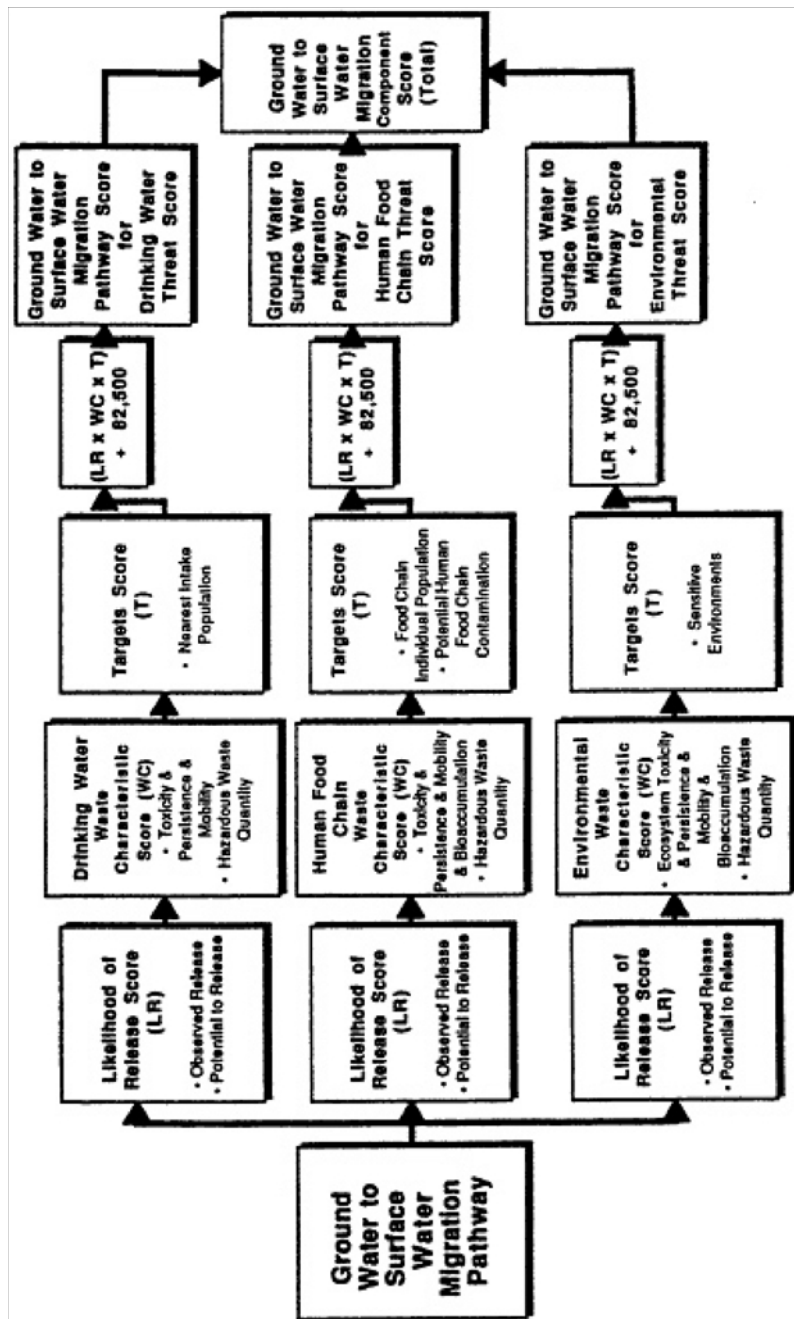 Ground
Water to
Surface
Water
Migration
Pathway
Likelihood of
Release Score
(LR)
• Observed Release
• Potential to Release
Drinking Water
Waste
Characteristic
Score (WC)
• Toxicity &
Persistence &
Mobility
• Hazardous Waste
Quantity
Targets Score
(T)
• Nearest Intake
Population
(LR x WC x T)
+ 82,500
Ground Water to
Surface Water
Migration
Pathway Score
for
Drinking Water
Threat Score
Likelihood of
Release Score
(LR)
• Observed Release
• Potential to Release
Human Food
Chain
Waste
Characteristic
Score (WC)
• Toxicity &
Persistence & Mobility
& Bioaccumulation
• Hazardous Waste
Quantity
Targets Score
(T)
• Food Chain
Individual Population
• Potential Human
Food Chain
Contamination
(LR x WC x T)
+ 82,500
Ground Water to
Surface Water
Migration
Pathway Score
for
Human Food
Chain Threat
Score
Likelihood of
Release Score
(LR)
• Observed Release
• Potential to Release
Environmental
Waste
Characteristic
Score (WC)
• Ecosystem Toxicity
& Persistence &
Mobility &
Bioaccumulation
• Hazardous Waste
Quantity
Targets Score
(T)
• Sensitive
Environments
(LR x WC x T)
+ 82,500
Ground Water to
Surface Water
Migration
Pathway Score
for
Environmental
Threat Score
Ground
Water to
Surface
Water
Migration
Component
Score
(Total)